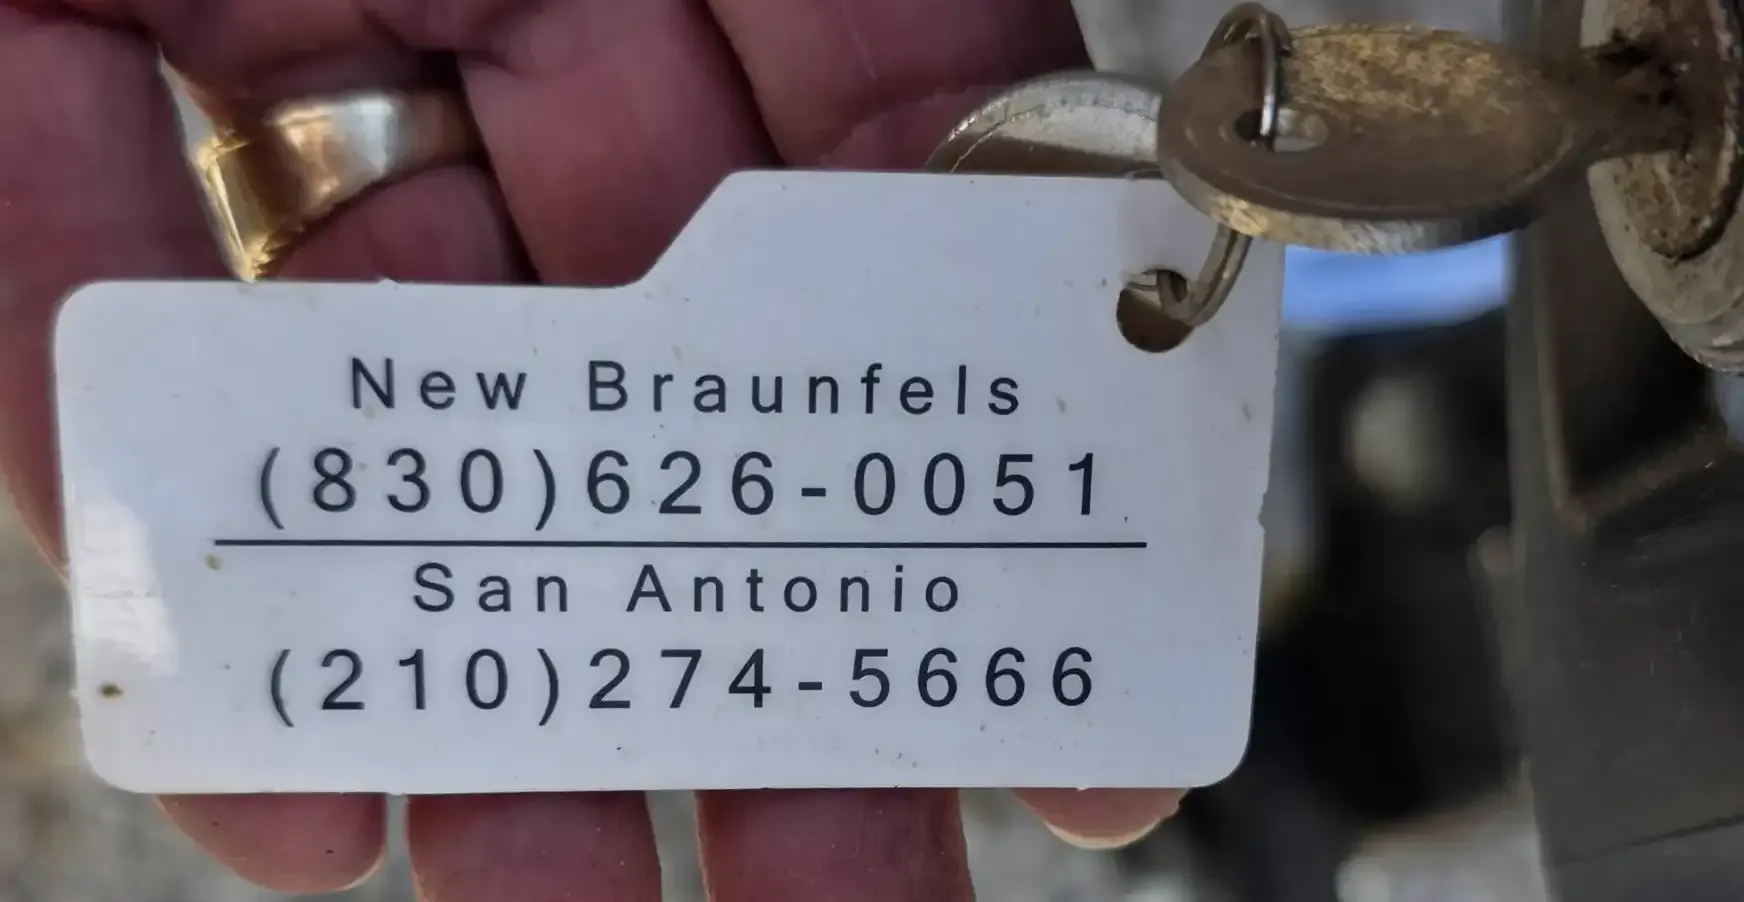 New Braunfels
(830)626-0051
San Antonio
(210)274-5666